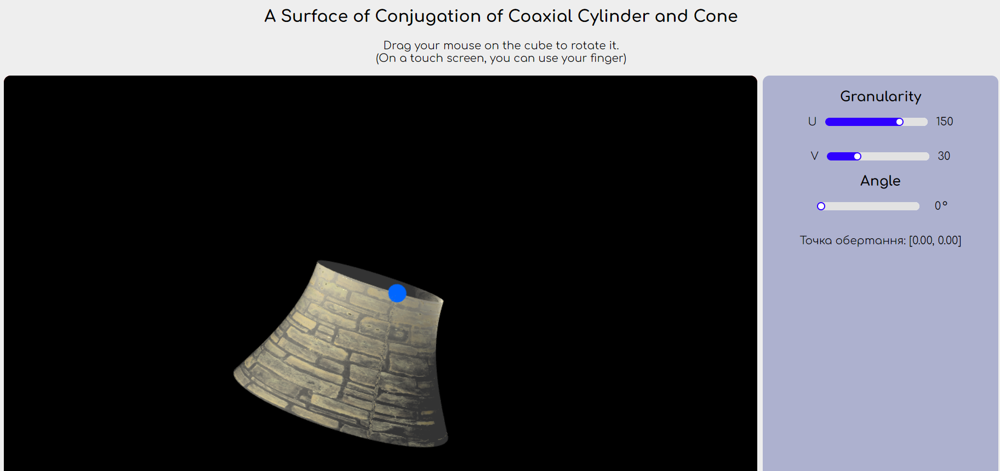 A Surface of Conjugation of Coaxial Cylinder and Cone
Drag your mouse on the cube to rotate it.
(On a touch screen, you can use your finger)
Granularity
U 150
V 30
Angle
0°
Точка обертання: [0.00, 0.00]